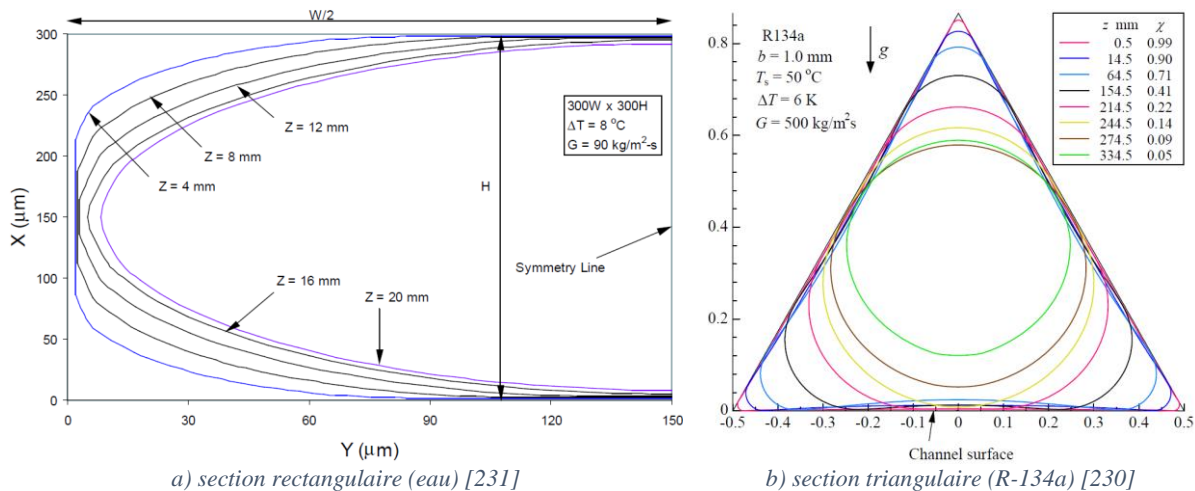 W/2
300
250
200
150
100
50
0
X (μm)
0
30
60
90
120
150
Y (μm)
Z = 12 mm
Z = 8 mm
Z = 4 mm
300W x 300H
ΔT = 8 °C
G = 90 kg/m²-s
H
Symmetry Line
Z = 16 mm
Z = 20 mm
a) section rectangulaire (eau) [231]
0.8
0.6
0.4
0.2
0
R134a
b = 1.0 mm
Ts = 50 °C
ΔT = 6 K
G = 500 kg/m²s
g
z mm χ
0.5 0.99
14.5 0.90
64.5 0.71
154.5 0.41
214.5 0.22
244.5 0.14
274.5 0.09
334.5 0.05
-0.5 -0.4 -0.3 -0.2 -0.1 0 0.1 0.2 0.3 0.4 0.5
Channel surface
b) section triangulaire (R-134a) [230]